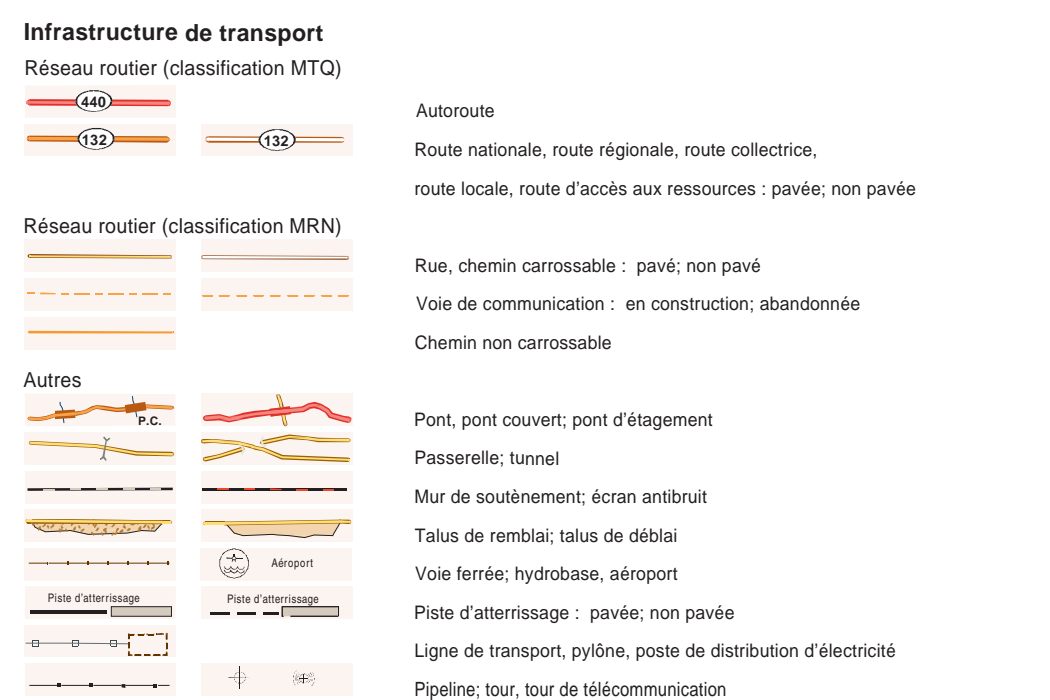 Infrastructure de transport
Réseau routier (classification MTQ)
440
Autoroute
132
132
Route nationale, route régionale, route collectrice,
route locale, route d'accès aux ressources : pavée; non pavée
Réseau routier (classification MRN)
Rue, chemin carrossable : pavé; non pavé
Voie de communication : en construction; abandonnée
Chemin non carrossable
Autres
P.C.
Pont, pont couvert; pont d'étagement
Passerelle; tunnel
Mur de soutènement; écran antibruit
Talus de remblai; talus de déblai
Aéroport
Voie ferrée; hydrobase, aéroport
Piste d'atterrissage
Piste d'atterrissage
Piste d'atterrissage : pavée; non pavée
Ligne de transport, pylône, poste de distribution d'électricité
Pipeline; tour, tour de télécommunication